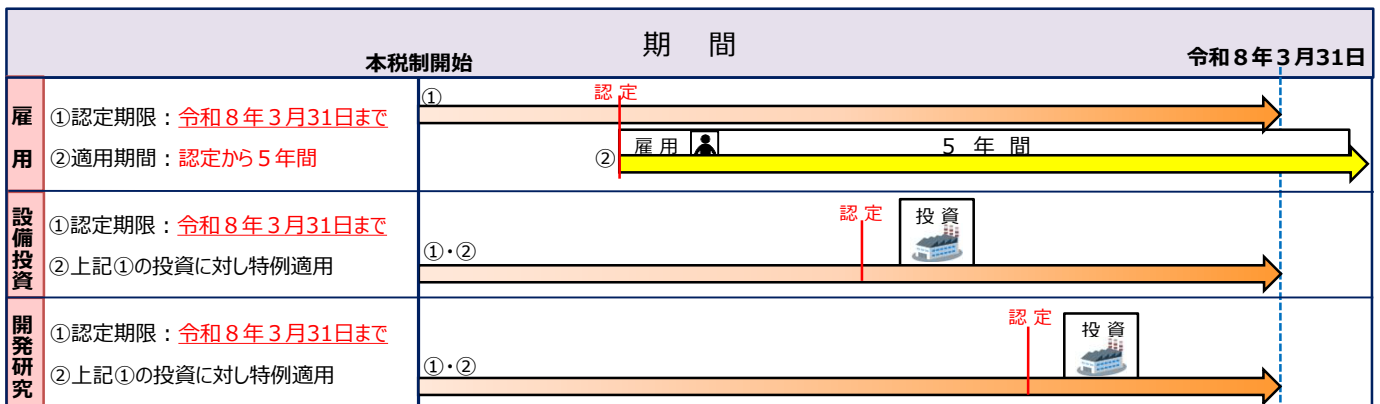 期 間
本税制開始
令和８年３月31日
雇用
①認定期限：令和８年３月31日まで
②適用期間：認定から５年間
①
認定
②
雇用
５年間
設備投資
①認定期限：令和８年３月31日まで
②上記①の投資に対し特例適用
①・②
認定
投資
開発研究
①認定期限：令和８年３月31日まで
②上記①の投資に対し特例適用
①・②
認定
投資